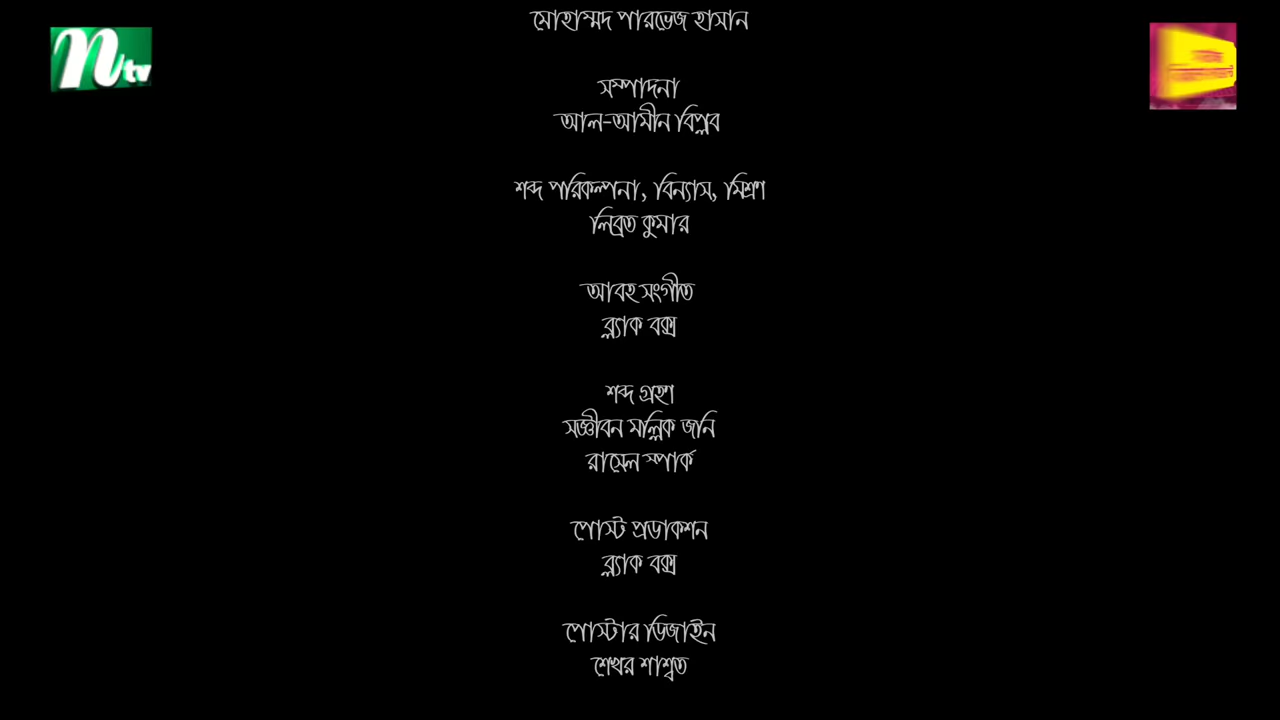 মোহাম্মদ পারভেজ হাসান
সম্পাদনা
আল-আমীন বিপ্লব
শব্দ পরিকল্পনা, বিন্যাস, মিশ্রণ
লিব্রত কুমার
আবহ সংগীত
ব্ল্যাক বক্স
শব্দ গ্রহণ
সঞ্জীবন মল্লিক জনি
রাসেল স্পার্ক
পোস্ট প্রডাকশন
ব্ল্যাক বক্স
পোস্টার ডিজাইন
শেখর শাশ্বত
ntv